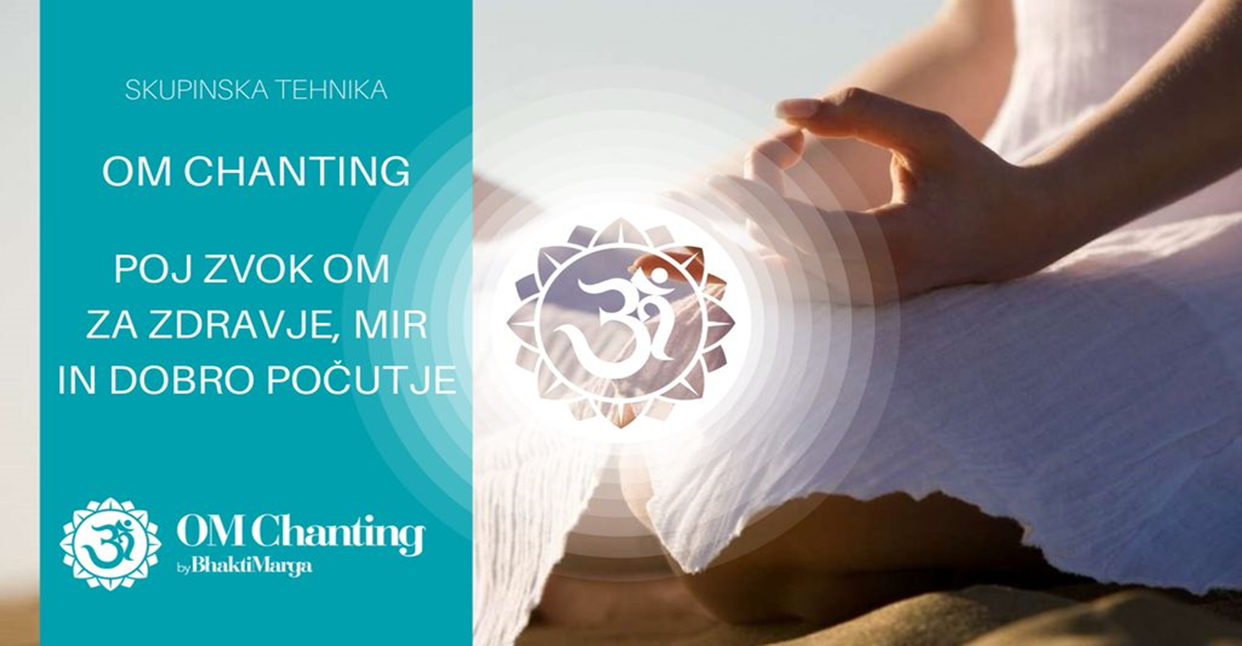 SKUPINSKA TEHNIKA
OM CHANTING
POJ ZVOK OM
ZA ZDRAVJE, MIR
IN DOBRO POČUTJE
OM Chanting
by BhaktiMarga